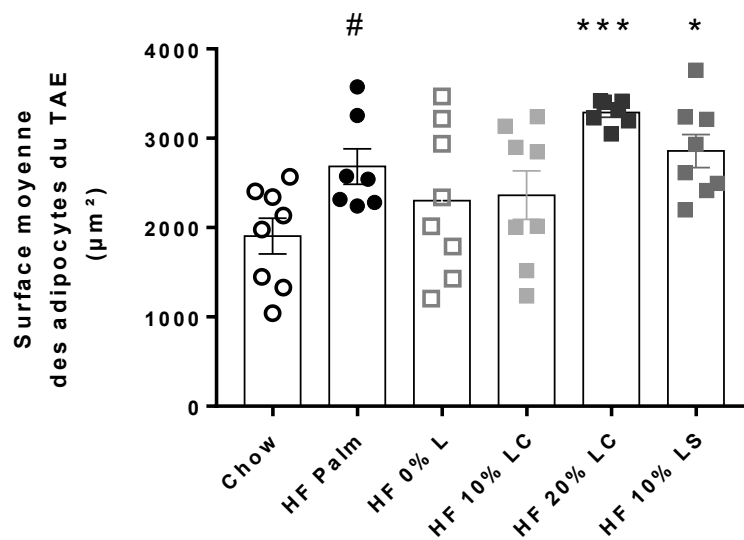 # *** *
Surface moyenne
des adipocytes du TAE
(µm²)
4000
3000
2000
1000
0
Chow
HF Palm
HF 0% L
HF 10% LC
HF 20% LC
HF 10% LS